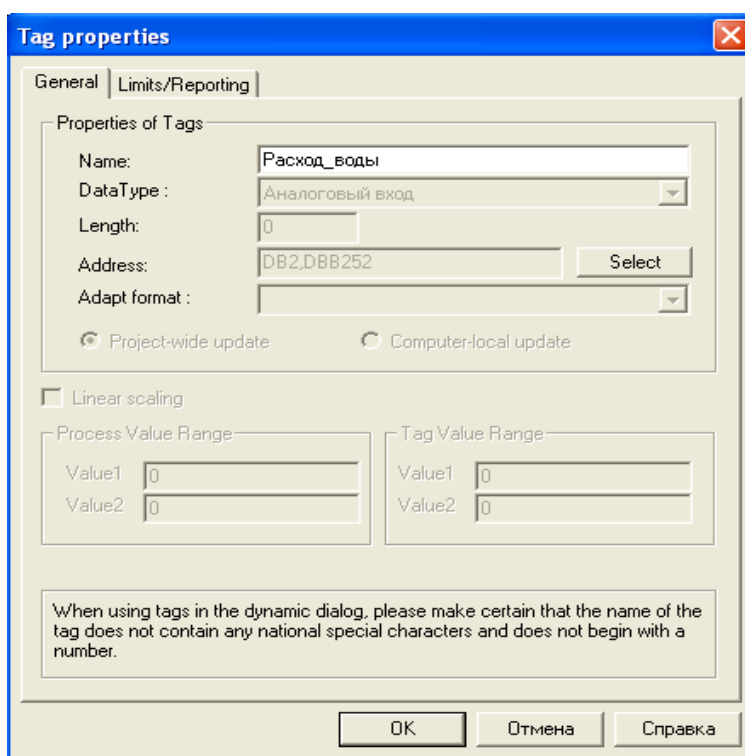 Tag properties
General Limits/Reporting
Properties of Tags
Name: Расход_воды
DataType : Аналоговый вход
Length: 0
Address: DB2,DBB252 Select
Adapt format :
Project-wide update Computer-local update
Linear scaling
Process Value Range Tag Value Range
Value1 0 Value1 0
Value2 0 Value2 0
When using tags in the dynamic dialog, please make certain that the name of the
tag does not contain any national special characters and does not begin with a
number.
OK Отмена Справка